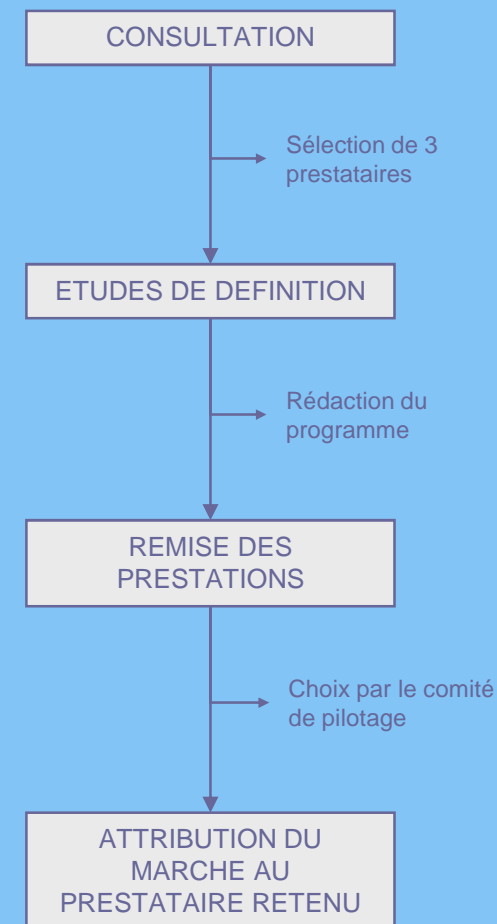 CONSULTATION
Sélection de 3
prestataires
ETUDES DE DEFINITION
Rédaction du
programme
REMISE DES
PRESTATIONS
Choix par le comité
de pilotage
ATTRIBUTION DU
MARCHE AU
PRESTATAIRE RETENU